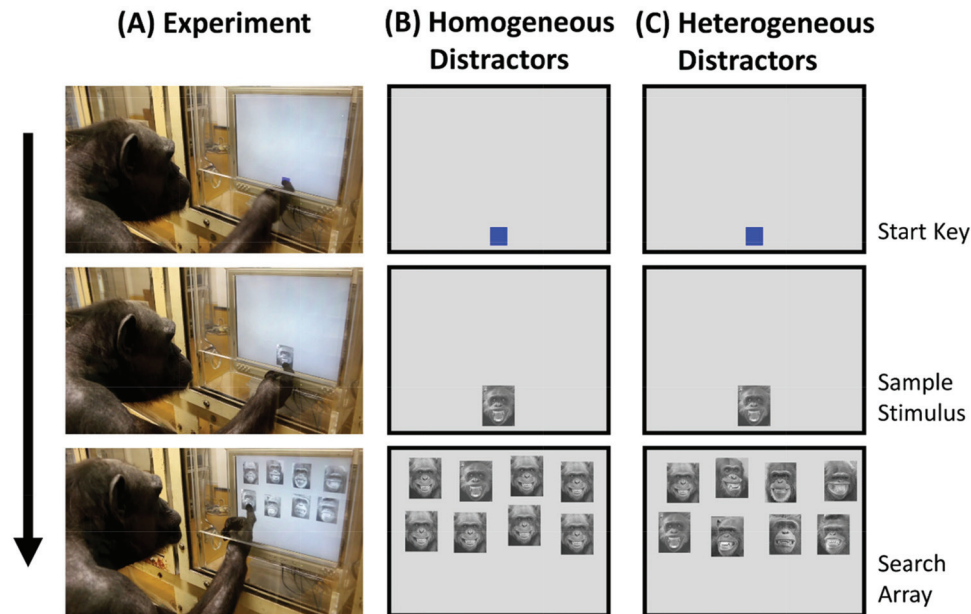 (A) Experiment
(B) Homogeneous
Distractors
(C) Heterogeneous
Distractors
Start Key
Sample
Stimulus
Search
Array